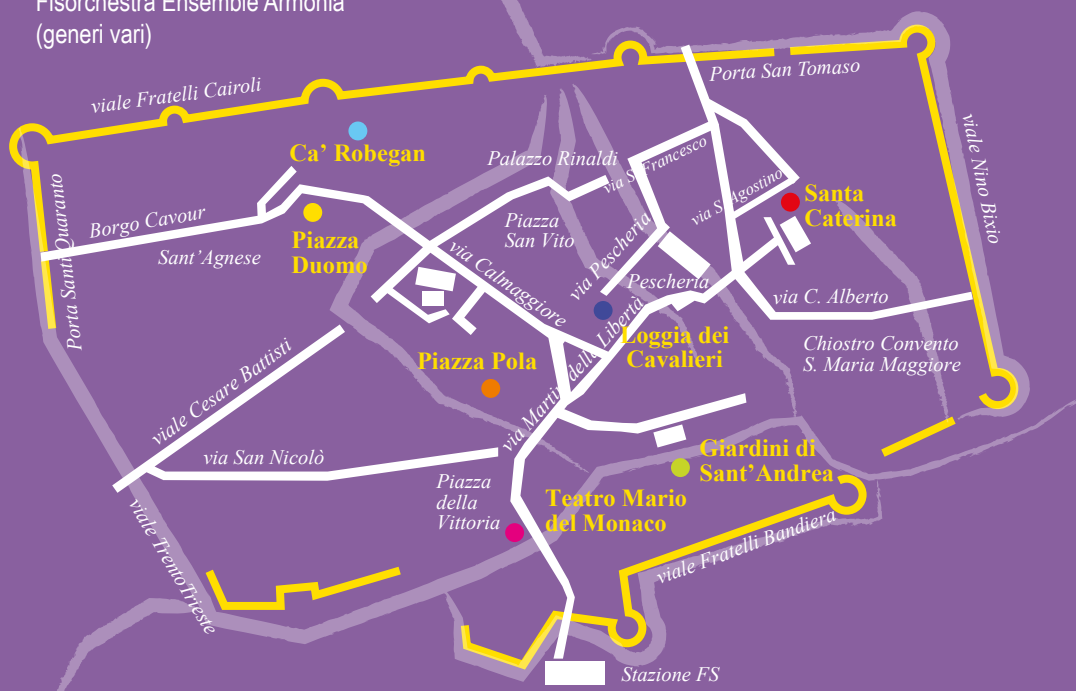 Fisorchestra Ensemble Armonia
(generi vari)
viale Fratelli Cairoli
Porta San Tomaso
viale Nino Bixio
Ca’ Robegan
Palazzo Rinaldi
via S. Francesco
via S. Agostino
Santa
Caterina
Porta Santi Quaranto
Borgo Cavour
Sant’Agnese
Piazza
Duomo
Piazza
San Vito
via Calmaggiore
via Pescheria
Pescheria
via C. Alberto
Loggia dei
Cavalieri
Chiostro Convento
S. Maria Maggiore
Piazza Pola
via Martiri della Libertà
viale Cesare Battisti
via San Nicolò
Giardini di
Sant’Andrea
Piazza
della
Vittoria
Teatro Mario
del Monaco
viale TrentoTrieste
viale Fratelli Bandiera
Stazione FS